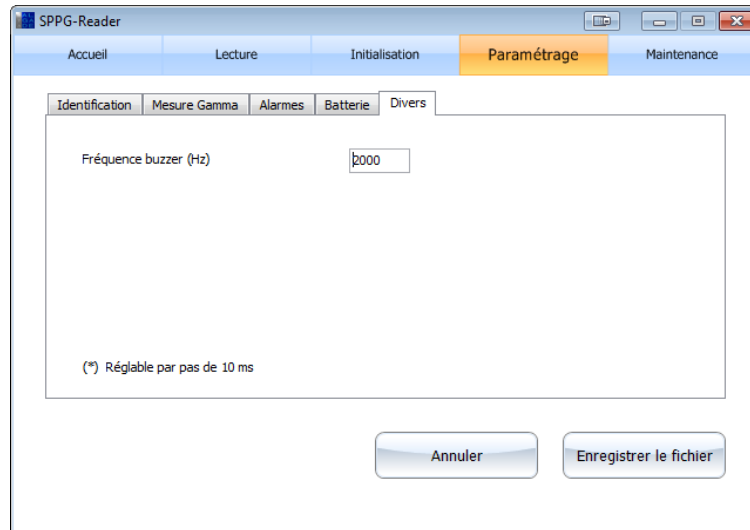 SPPG-Reader
Accueil Lecture Initialisation Paramétrage Maintenance
Identification Mesure Gamma Alarmes Batterie Divers
Fréquence buzzer (Hz) 2000
(*) Réglable par pas de 10 ms
Annuler Enregistrer le fichier